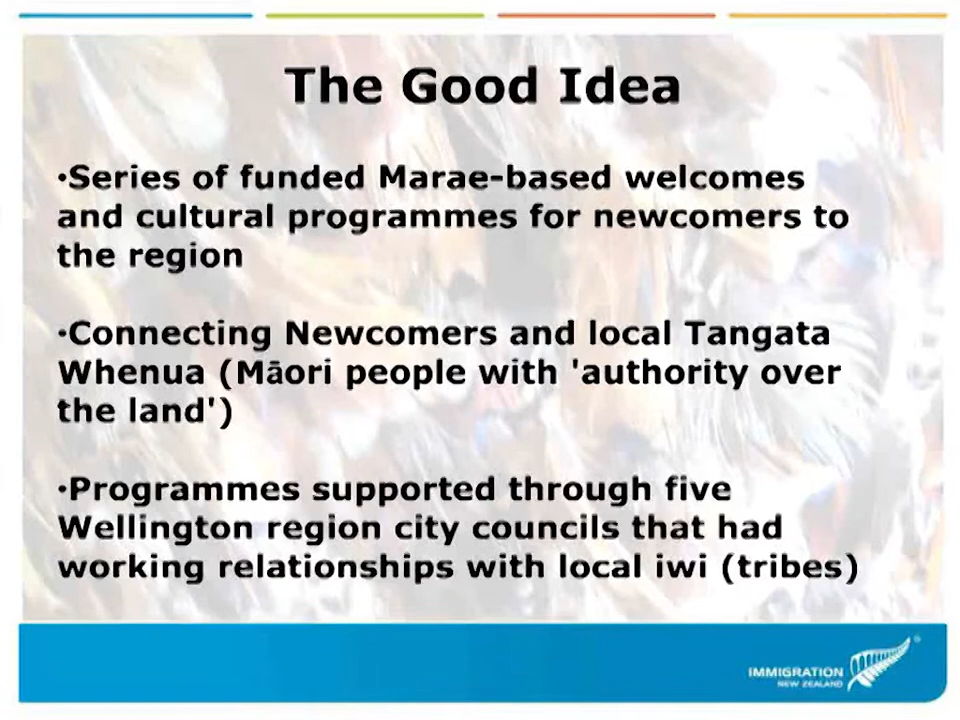 The Good Idea
•Series of funded Marae-based welcomes
and cultural programmes for newcomers to
the region
•Connecting Newcomers and local Tangata
Whenua (Māori people with 'authority over
the land')
•Programmes supported through five
Wellington region city councils that had
working relationships with local iwi (tribes)
IMMIGRATION
NEW ZEALAND